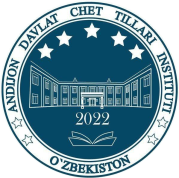 ANDIJON DAVLAT CHET TILLARI INSTITUTI
2022
O'ZBEKISTON